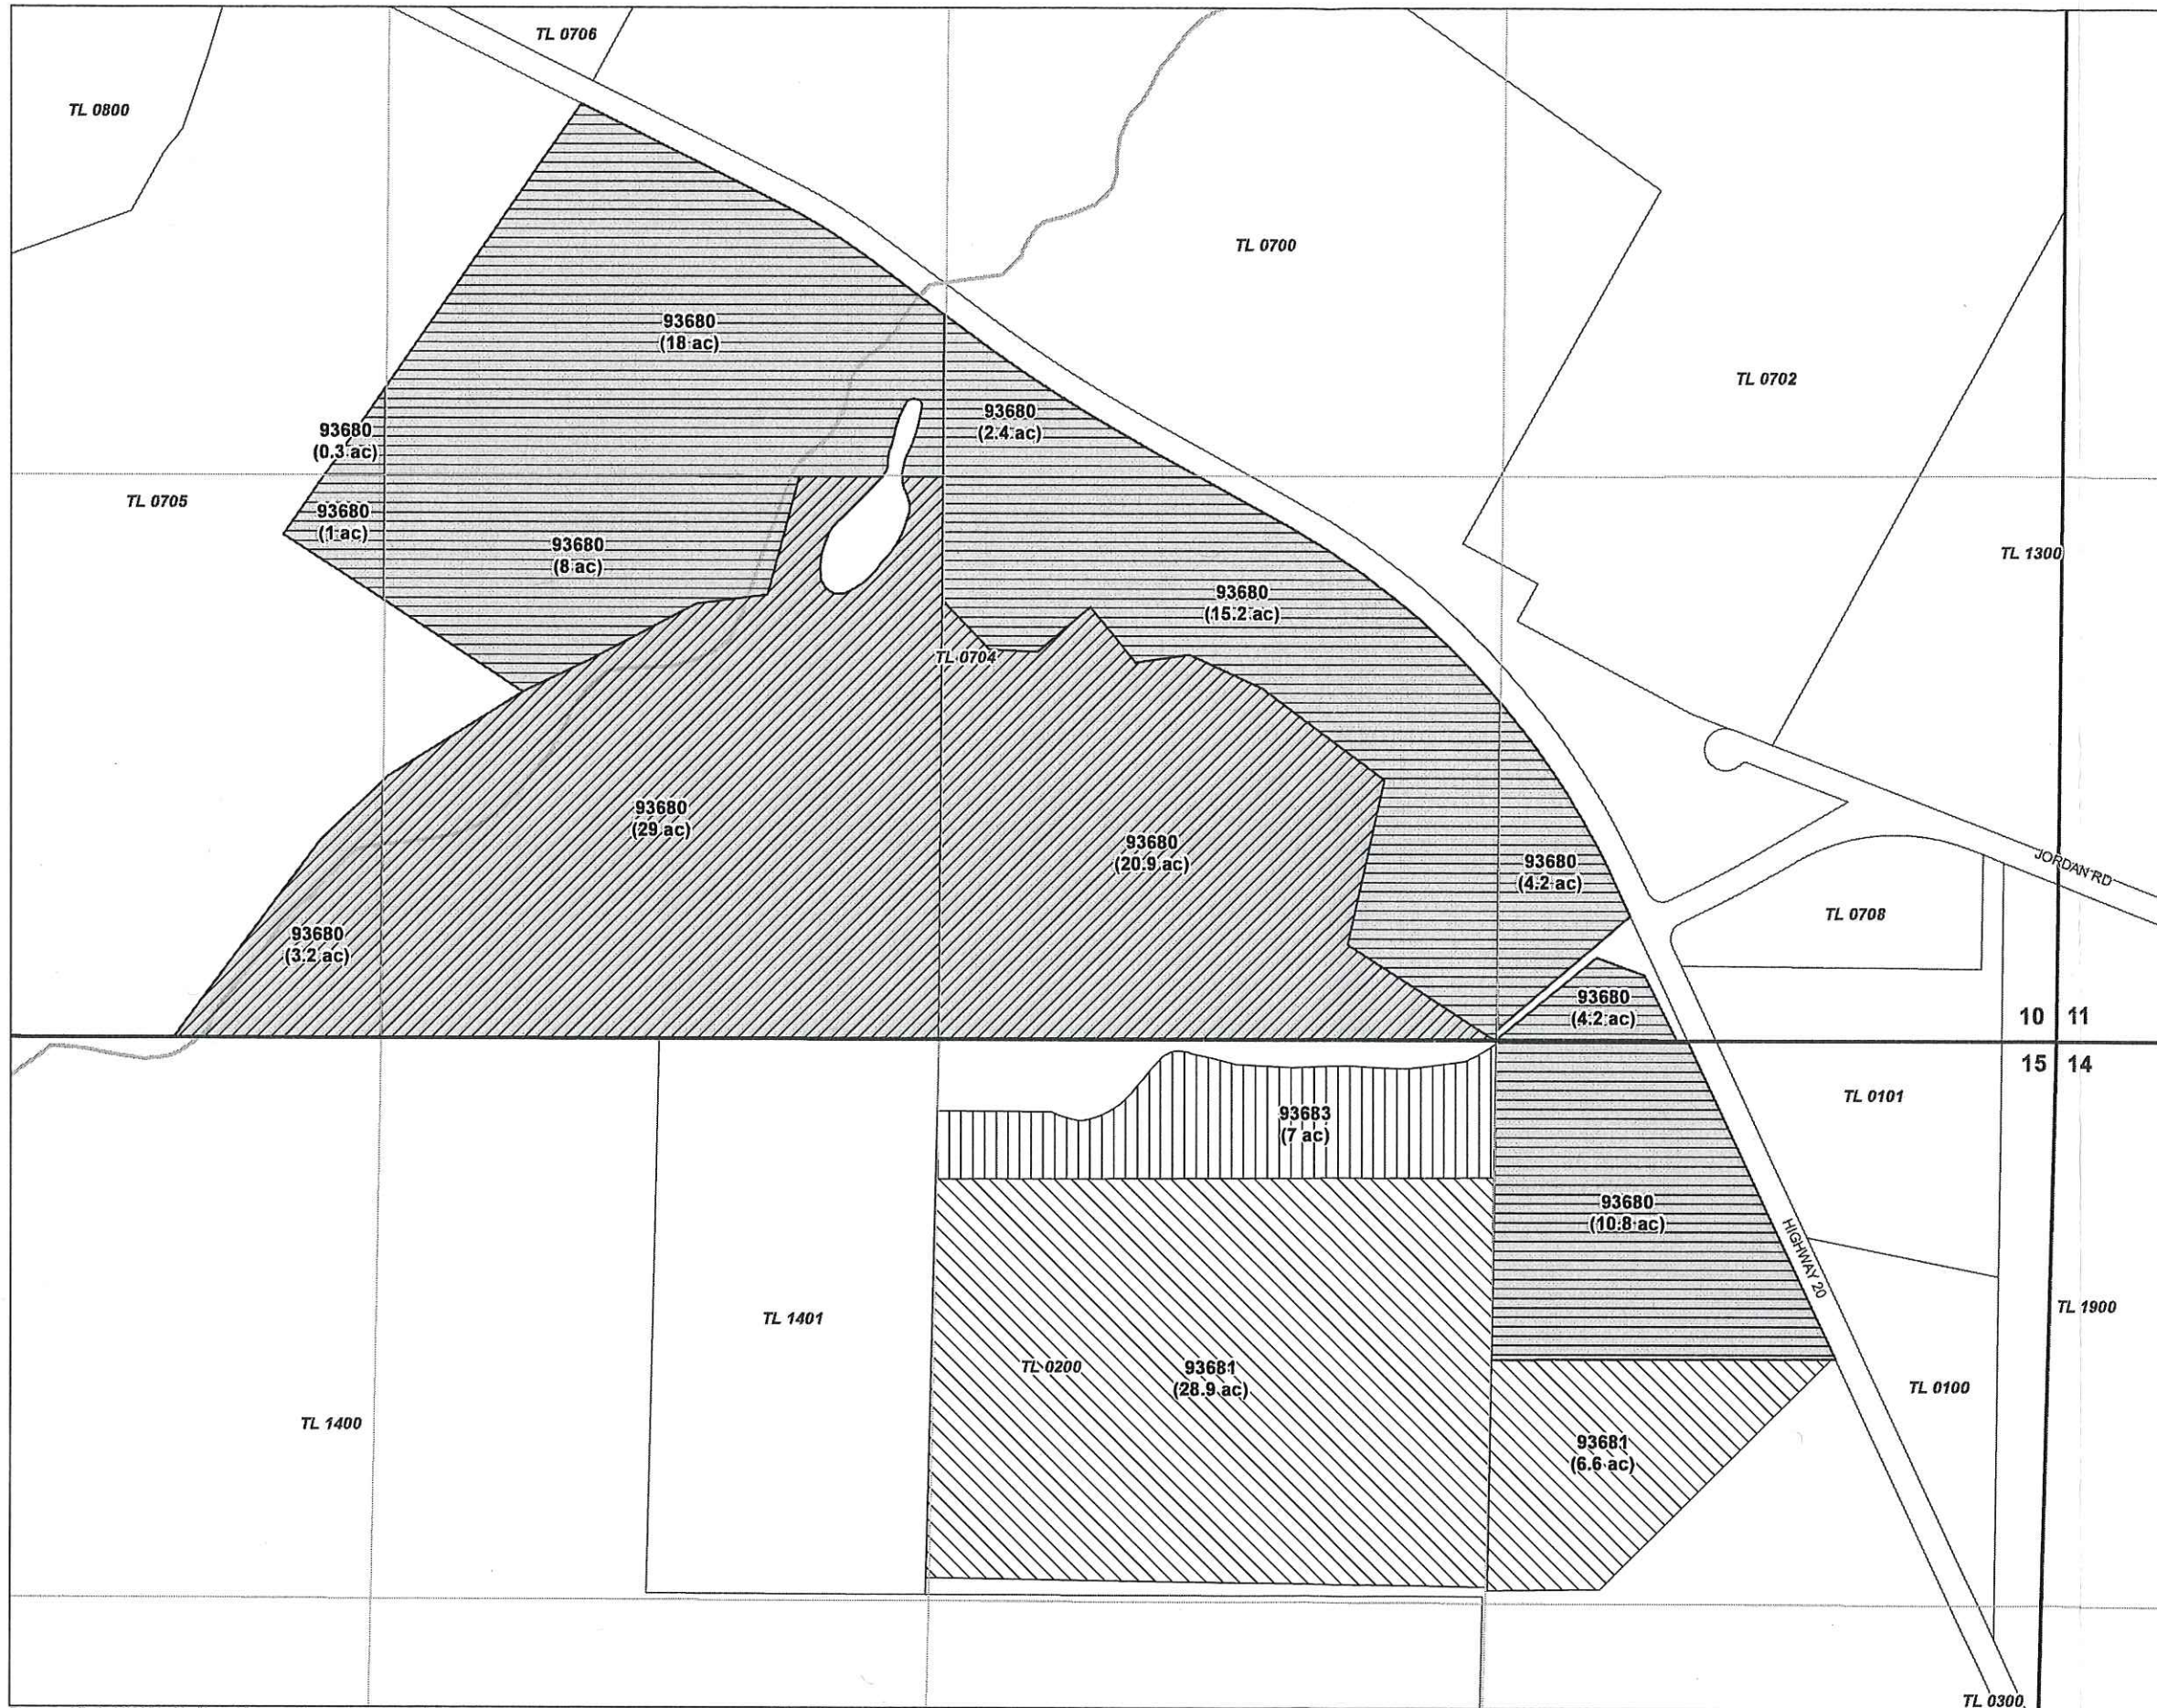 TL 0706
TL 0800
TL 0700
93680
(18 ac)
TL 0702
93680
(2.4 ac)
93680
(0.3 ac)
TL 0705
93680
(1 ac)
93680
(8 ac)
TL 1300
93680
(15.2 ac)
TL 0704
93680
(29 ac)
93680
(20.9 ac)
93680
(4.2 ac)
JORDAN RD
TL 0708
93680
(3.2 ac)
93680
(4.2 ac)
10 11
15 14
TL 0101
93683
(7 ac)
93680
(10.8 ac)
HIGHWAY 20
TL 1900
TL 1401
TL 0200
93681
(28.9 ac)
TL 0100
TL 1400
93681
(6.6 ac)
TL 0300